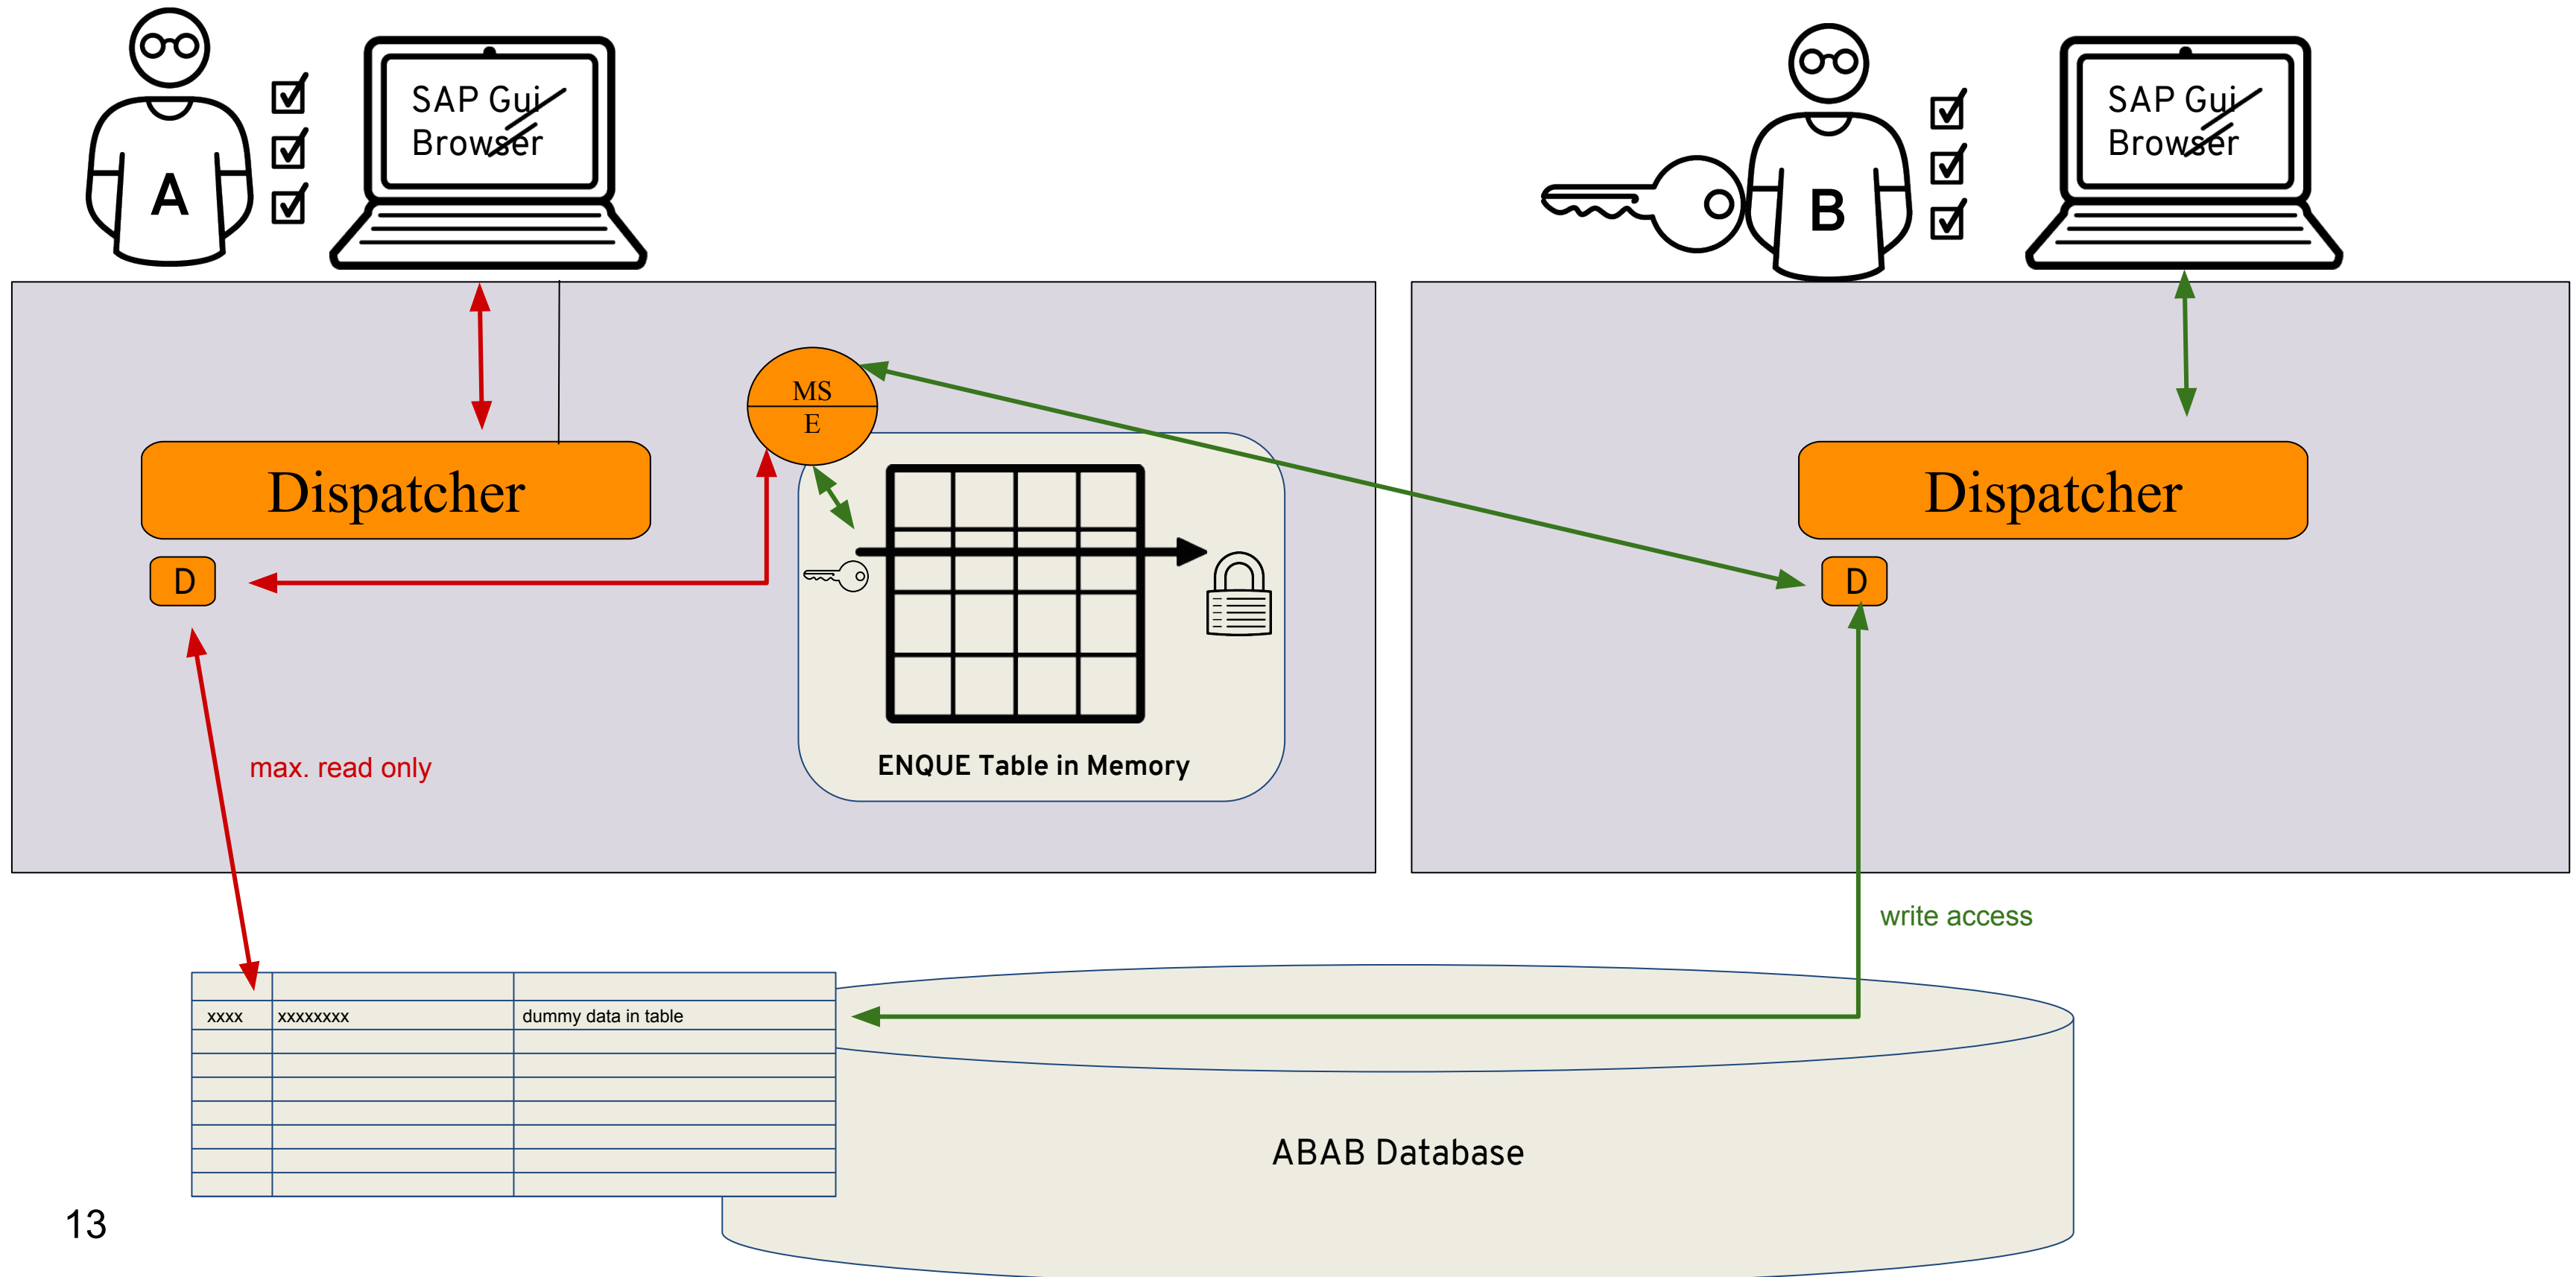 A
SAP Gui
Browser
B
SAP Gui
Browser
MS
E
Dispatcher
Dispatcher
D
D
ENQUE Table in Memory
max. read only
write access
xxxx xxxxxxxx dummy data in table
ABAB Database
13